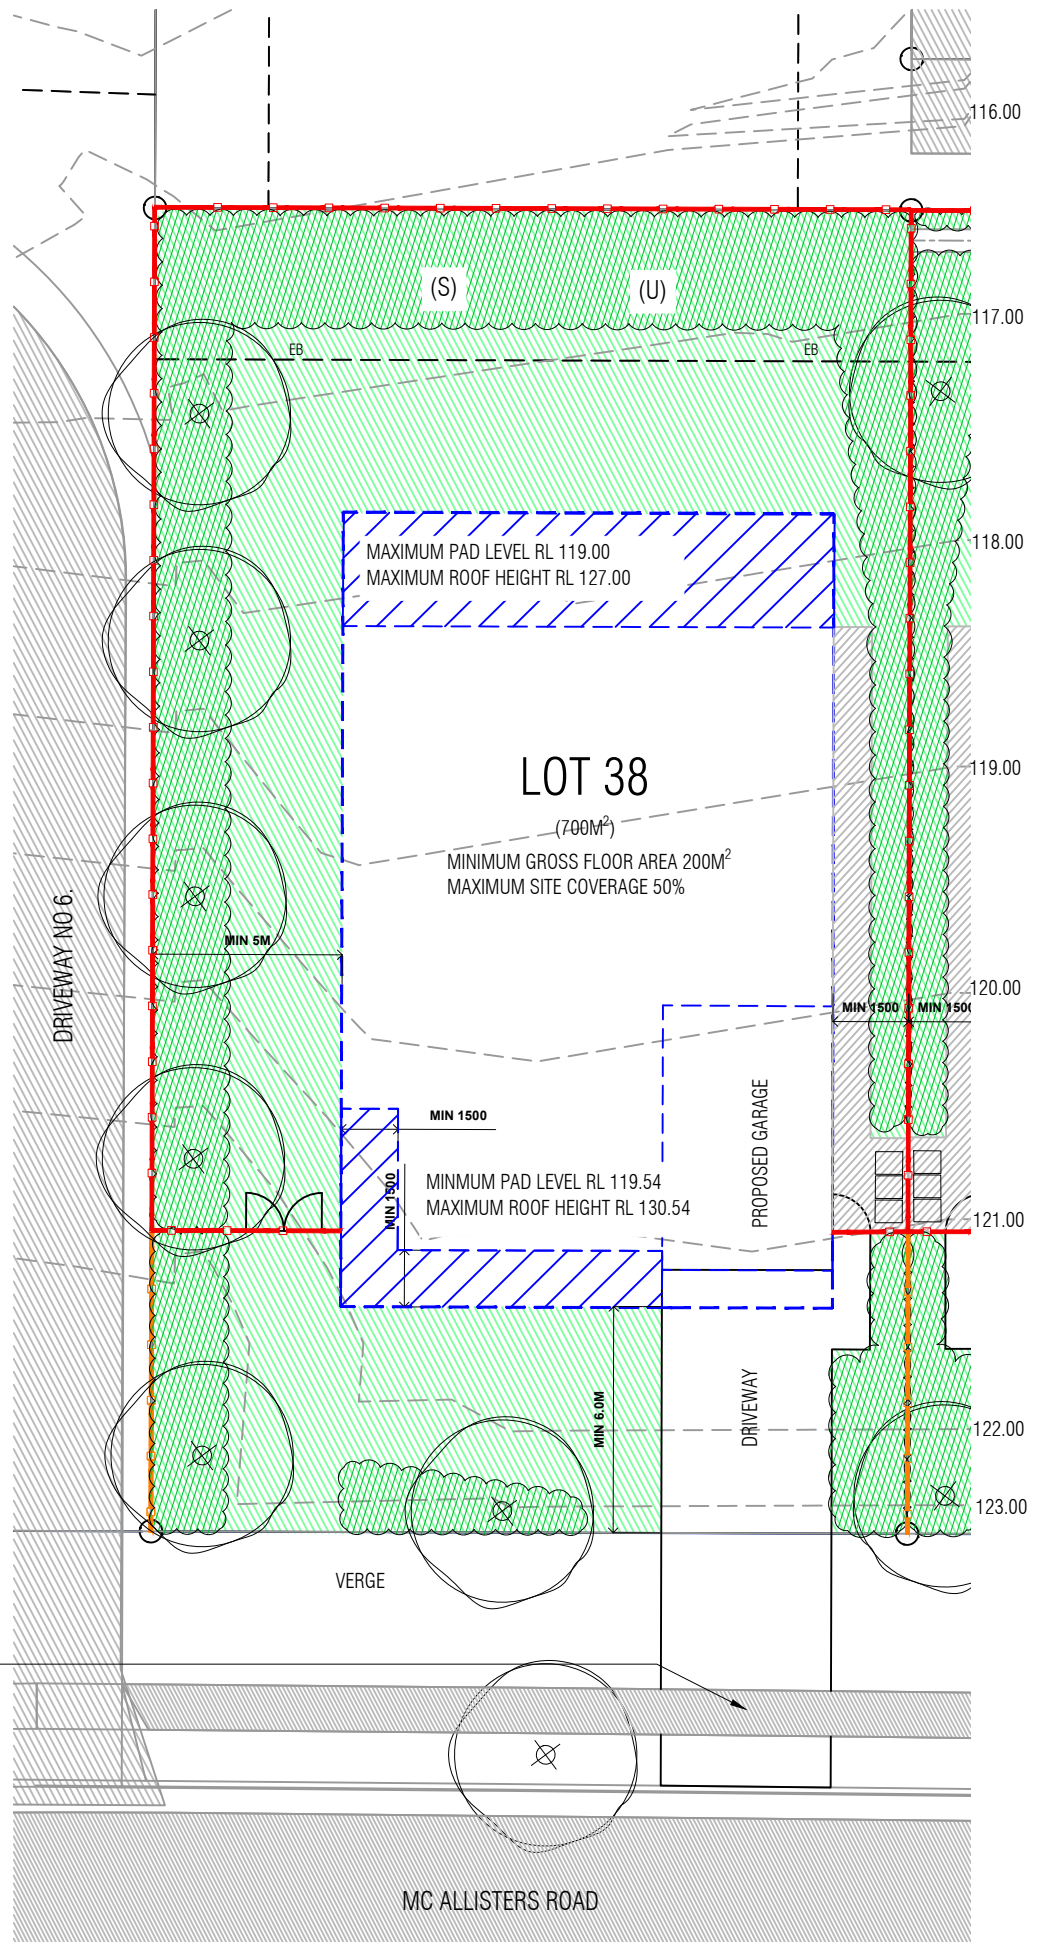 116.00
(S)
(U)
117.00
EB
EB
118.00
MAXIMUM PAD LEVEL RL 119.00
MAXIMUM ROOF HEIGHT RL 127.00
LOT 38
119.00
(700M²)
MINIMUM GROSS FLOOR AREA 200M²
MAXIMUM SITE COVERAGE 50%
DRIVEWAY NO 6.
MIN 5M
120.00
MIN 1500
MIN 1500
MIN 1500
PROPOSED GARAGE
MIN 1500
MINMUM PAD LEVEL RL 119.54
MAXIMUM ROOF HEIGHT RL 130.54
121.00
MIN 6.0M
DRIVEWAY
122.00
123.00
VERGE
MC ALLISTERS ROAD